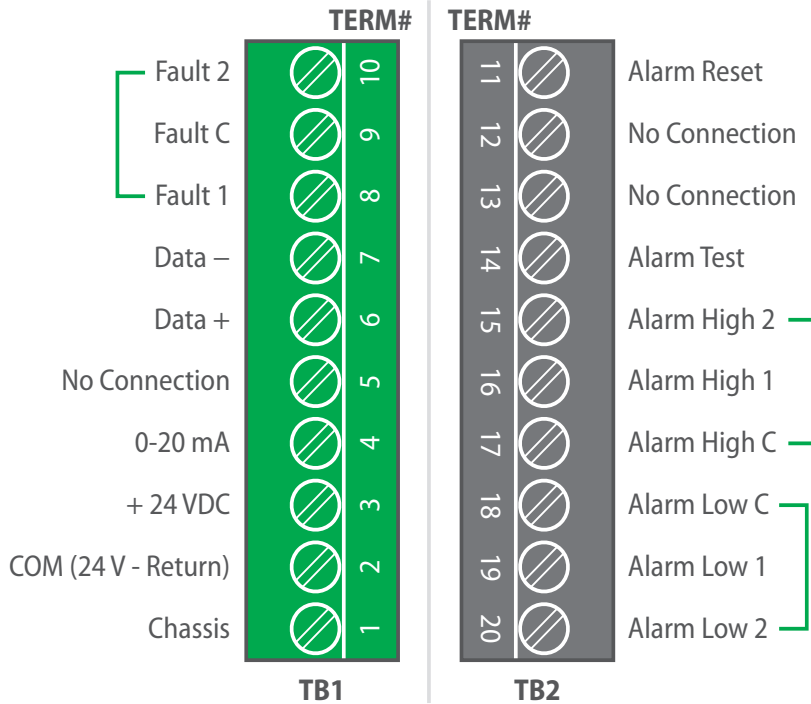 TERM# TERM#
Fault 2 10 11 Alarm Reset
Fault C 9 12 No Connection
Fault 1 8 13 No Connection
Data – 7 14 Alarm Test
Data + 6 15 Alarm High 2
No Connection 5 16 Alarm High 1
0-20 mA 4 17 Alarm High C
+ 24 VDC 3 18 Alarm Low C
COM (24 V - Return) 2 19 Alarm Low 1
Chassis 1 20 Alarm Low 2
TB1 TB2